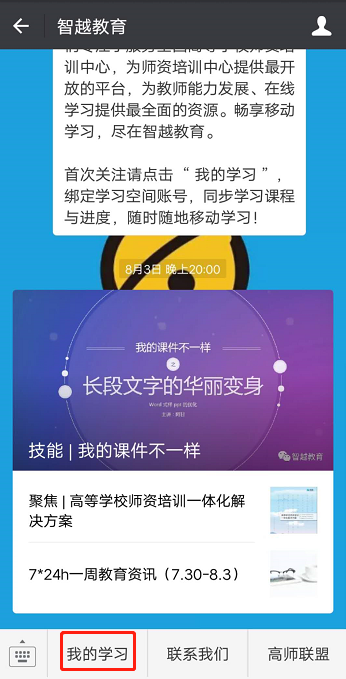 智越教育
训中心，为师资培训中心提供最开
放的平台，为教师能力发展、在线
学习提供最全面的资源。畅享移动
学习，尽在智越教育。
首次关注请点击“ 我的学习 ”，
绑定学习空间账号，同步学习课程
与进度，随时随地移动学习！
8月3日 晚上20:00
我的课件不一样
之
长段文字的华丽变身
技能 | 我的课件不一样
智越教育
聚焦 | 高等学校师资培训一体化解
决方案
7*24h一周教育资讯（7.30-8.3）
我的学习
联系我们
高师联盟